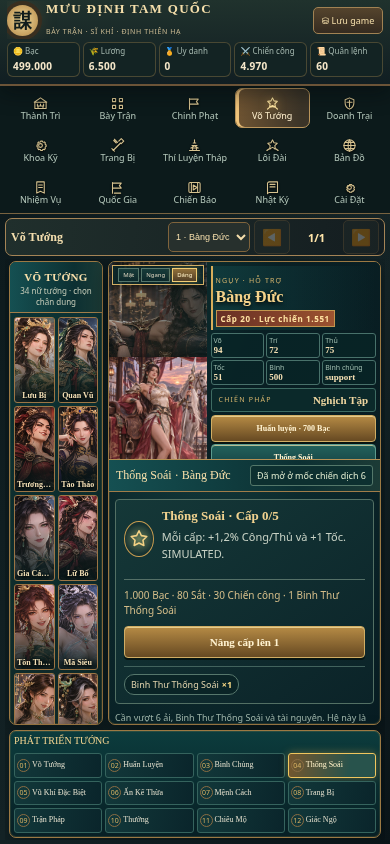 謀
MƯU ĐỊNH TAM QUỐC
BÀY TRẬN · SĨ KHÍ · ĐỊNH THIÊN HẠ
Lưu game
Bạc
499.000
Lương
6.500
Uy danh
0
Chiến công
4.970
Quân lệnh
60
Thành Trì
Bày Trận
Chinh Phạt
Võ Tướng
Doanh Trại
Khoa Kỹ
Trang Bị
Thí Luyện Tháp
Lôi Đài
Bản Đồ
Nhiệm Vụ
Quốc Gia
Chiến Báo
Nhật Ký
Cài Đặt
Võ Tướng
1 · Bàng Đức
1/1
VÕ TƯỚNG
34 nữ tướng · chọn
chân dung
Lưu Bị
Quan Vũ
Trương...
Tào Tháo
Gia Cá...
Lữ Bố
Tôn Th...
Mã Siêu
Mặt
Ngang
Dáng
NGỤY · HỖ TRỢ
Bàng Đức
Cấp 20 · Lực chiến 1.551
Võ
94
Trí
72
Thủ
75
Tốc
51
Binh
500
Binh chủng
support
CHIẾN PHÁP
Nghịch Tập
Huấn luyện - 700 Bạc
Thống Soái
Thống Soái · Bàng Đức
Đã mở ở mốc chiến dịch 6
Thống Soái · Cấp 0/5
Mỗi cấp: +1,2% Công/Thủ và +1 Tốc.
SIMULATED.
1.000 Bạc · 80 Sắt · 30 Chiến công · 1 Binh Thư
Thống Soái
Nâng cấp lên 1
Binh Thư Thống Soái ×1
Cần vượt 6 ải, Binh Thư Thống Soái và tài nguyên. Hệ này là
PHÁT TRIỂN TƯỚNG
01 Võ Tướng
02 Huấn Luyện
03 Binh Chủng
04 Thống Soái
05 Vũ Khí Đặc Biệt
06 Ấn Kế Thừa
07 Mệnh Cách
08 Trang Bị
09 Trận Pháp
10 Thưởng
11 Chiêu Mộ
12 Giác Ngộ